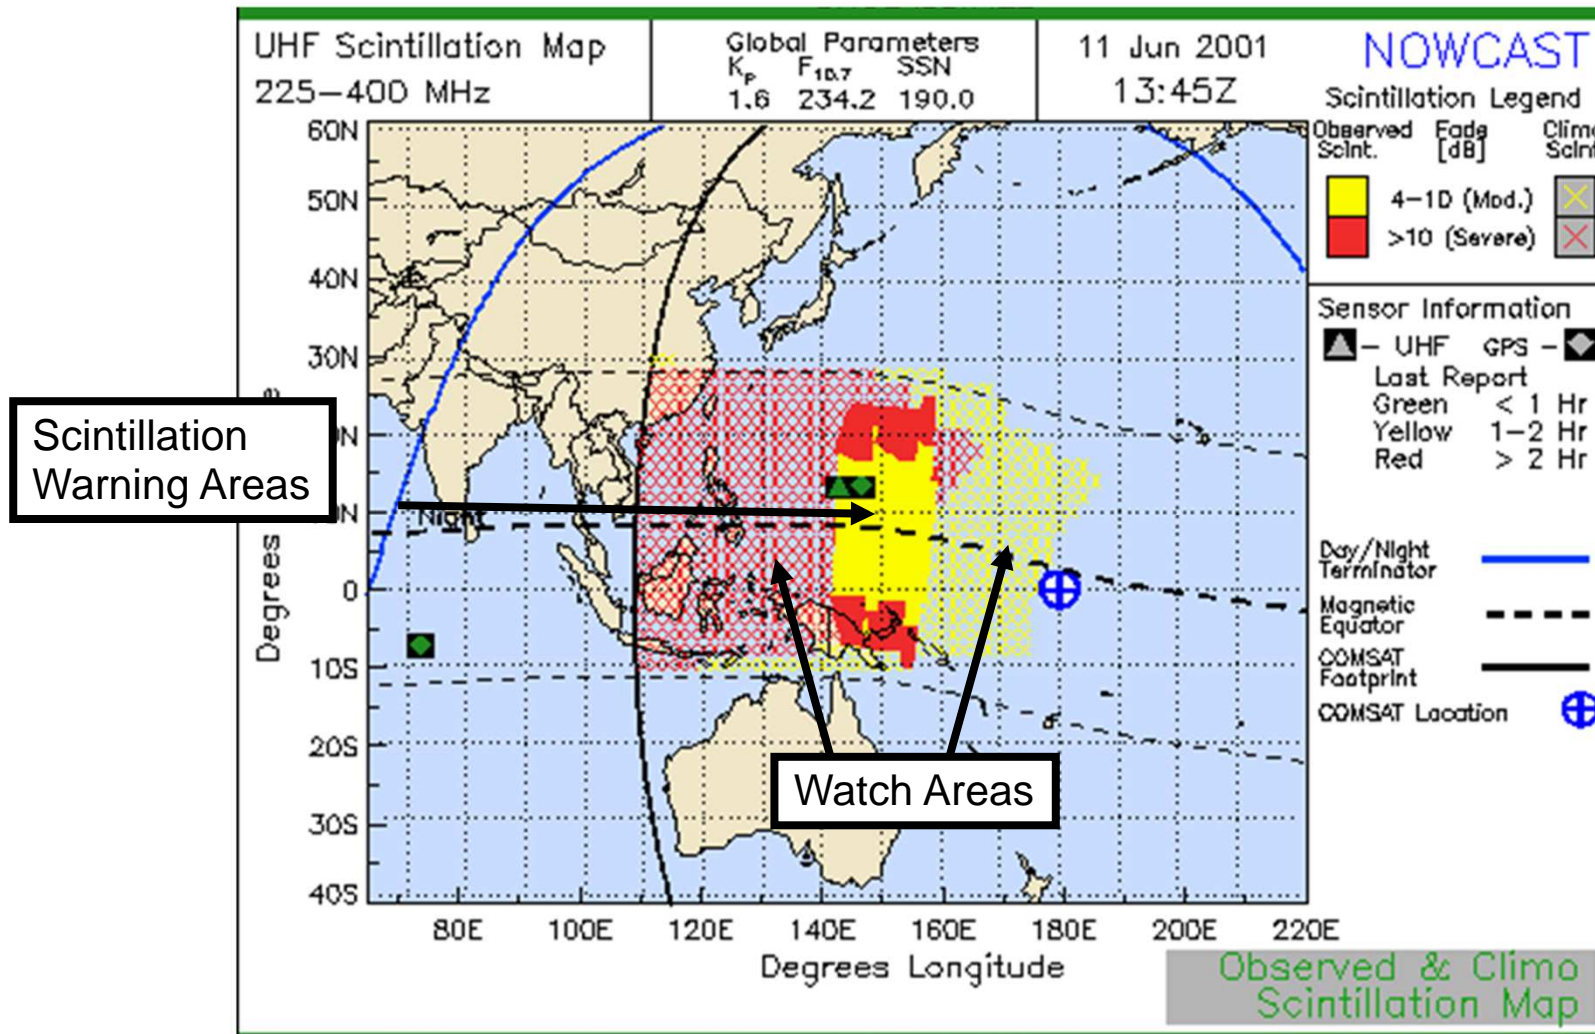 UHF Scintillation Map
225-400 MHz
Global Parameters
Kp F10.7 SSN
1.6 234.2 190.0
11 Jun 2001
13:45Z
NOWCAST
Scintillation Legend
Observed Fade Climo
Scint. [dB] Scint
4-10 (Mod.)
>10 (Severe)
Sensor Information
- UHF GPS -
Last Report
Green < 1 Hr
Yellow 1-2 Hr
Red > 2 Hr
Day/Night
Terminator
Magnetic
Equator
COMSAT
Footprint
COMSAT Location
60N
50N
40N
30N
0N
0N
0
10S
20S
30S
40S
Scintillation
Warning Areas
Night
Watch Areas
Degrees
80E 100E 120E 140E 160E 180E 200E 220E
Degrees Longitude
Observed & Climo
Scintillation Map